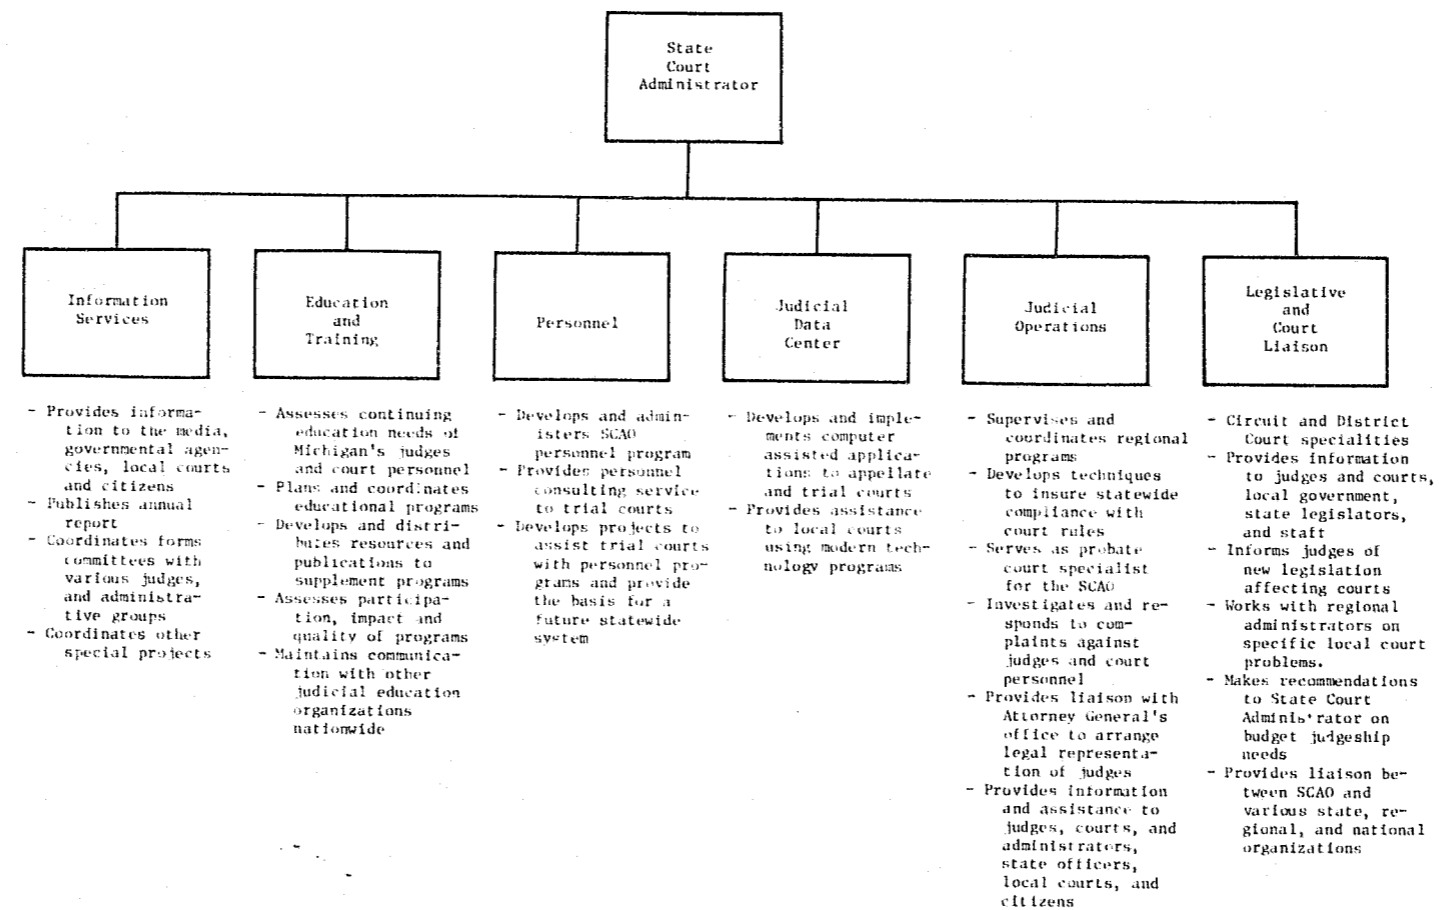 State
Court
Administrator
Information
Services
Education
and
Training
Personnel
Judicial
Data
Center
Judicial
Operations
Legislative
and
Court
Liaison
- Provides informa-
tion to the media,
governmental agen-
cies, local courts
and citizens
- Publishes annual
report
- Coordinates forms
committees with
various judges,
and administra-
tive groups
- Coordinates other
special projects
- Assesses continuing
education needs of
Michigan's judges
and court personnel
- Plans and coordinates
educational programs
- Develops and distri-
butes resources and
publications to
supplement programs
- Assesses participa-
tion, impact and
quality of programs
- Maintains communica-
tion with other
judicial education
organizations
nationwide
- Develops and admin-
isters SCAO
personnel program
- Provides personnel
consulting service
to trial courts
- Develops projects to
assist trial courts
with personnel pro-
grams and provide
the basis for a
future statewide
system
- Develops and imple-
ments computer
assisted applica-
tions to appellate
and trial courts
- Provides assistance
to local courts
using modern tech-
nology programs
- Supervises and
coordinates regional
programs
- Develops techniques
to insure statewide
compliance with
court rules
- Serves as probate
court specialist
for the SCAO
- Investigates and re-
sponds to com-
plaints against
judges and court
personnel
- Provides liaison with
Attorney General's
office to arrange
legal representa-
tion of judges
- Provides information
and assistance to
judges, courts, and
administrators,
state officers,
local courts, and
citizens
- Circuit and District
Court specialities
- Provides information
to judges and courts,
local government,
state legislators,
and staff
- Informs judges of
new legislation
affecting courts
- Works with regional
administrators on
specific local court
problems.
- Makes recommendations
to State Court
Administrator on
budget judgeship
needs
- Provides liaison be-
tween SCAO and
various state, re-
gional, and national
organizations